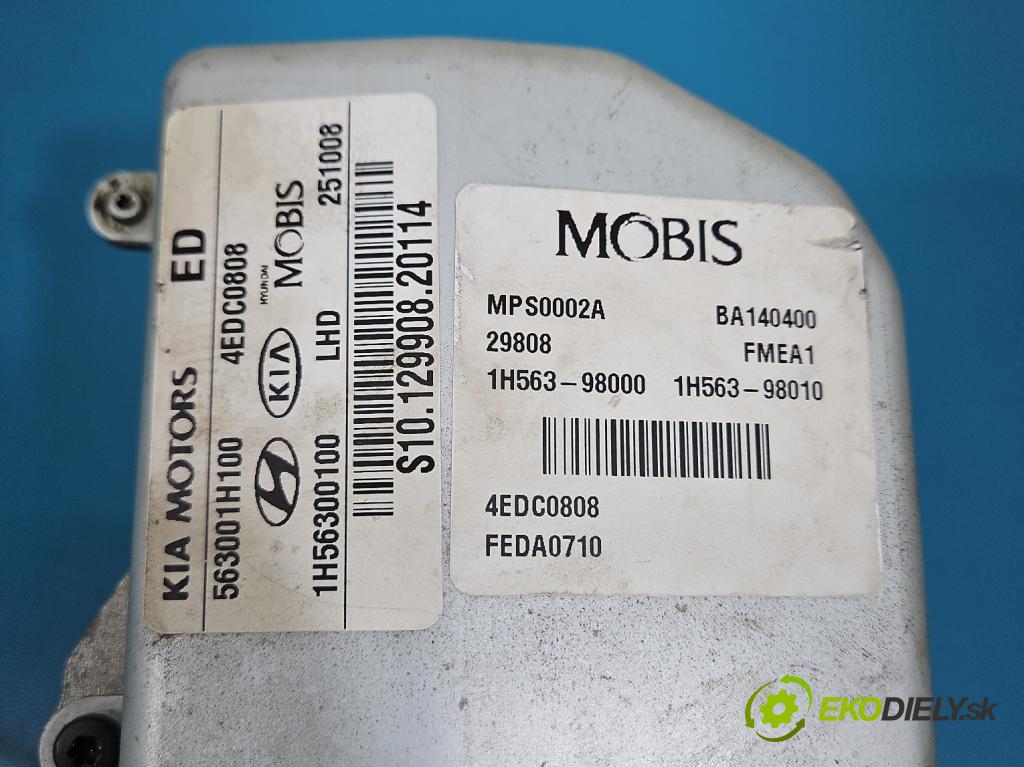 KIA MOTORS ED
563001H100 4EDC0808
KIA HYUNDAI MOBIS
1H56300100 LHD 251008
S10.129908.20114
MOBIS
MPS0002A BA140400
29808 FMEA1
1H563-98000 1H563-98010
4EDC0808
FEDA0710
EKODIELY.sk